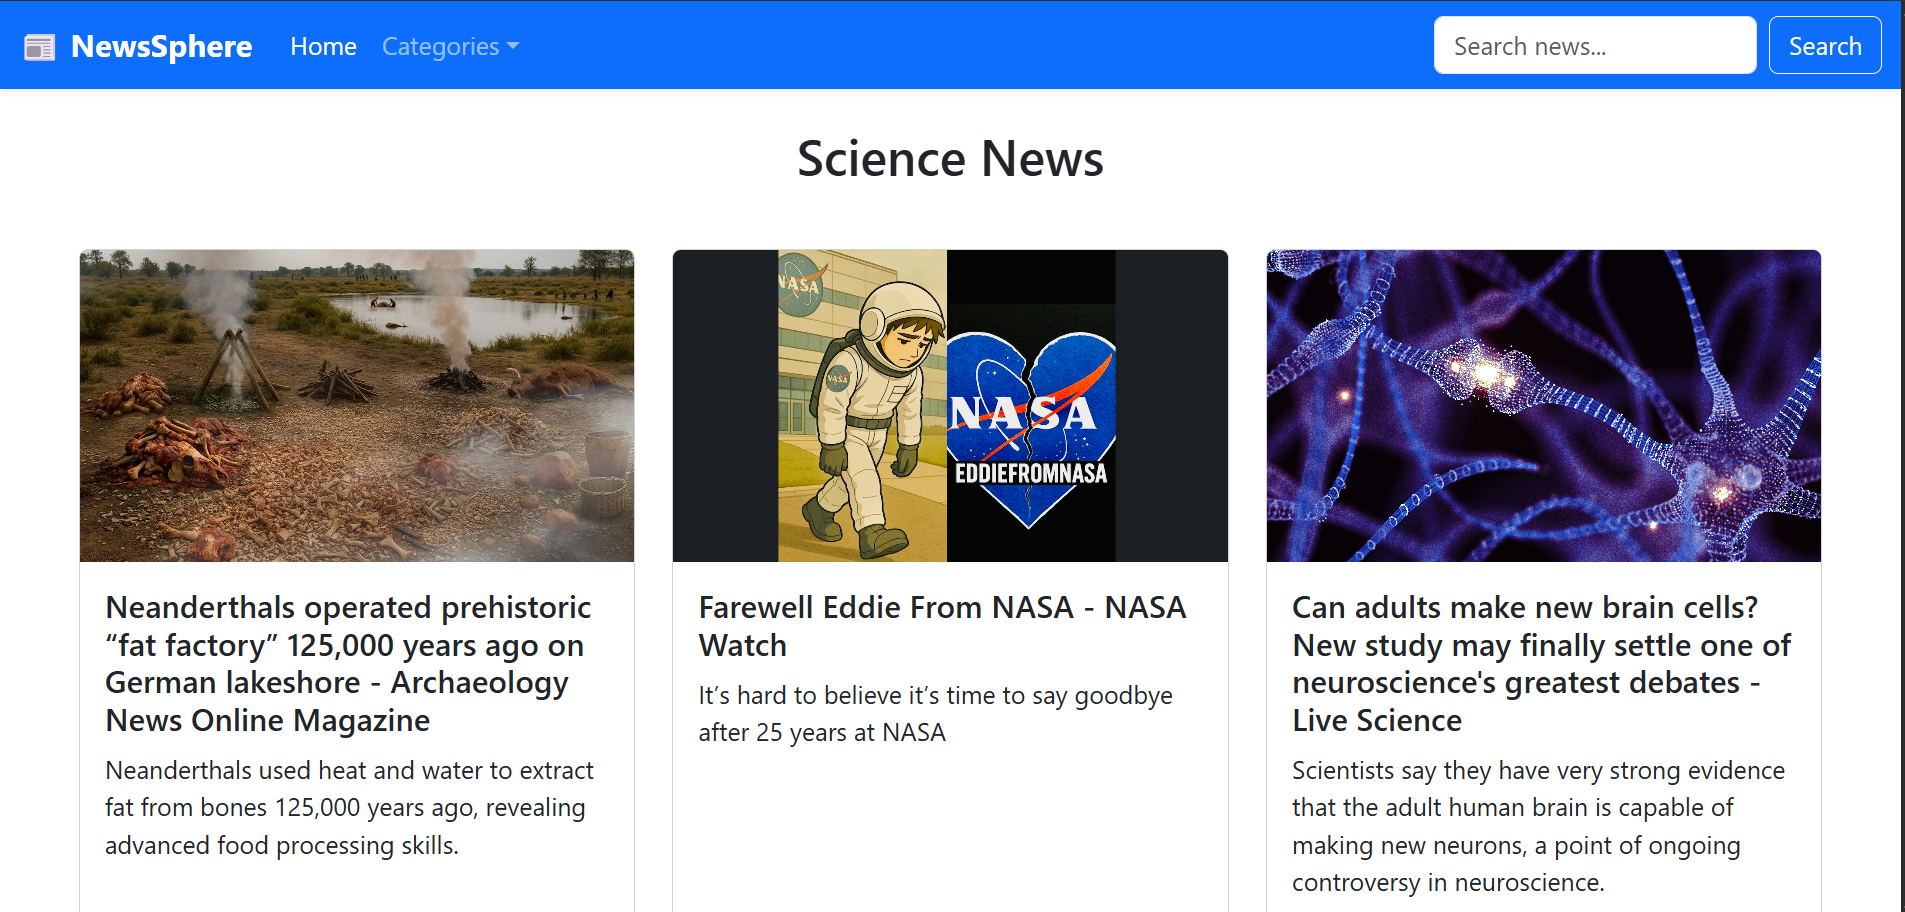 NewsSphere Home Categories Search news... Search
Science News
NASA
NASA
NASA
EDDIEFROMNASA
Neanderthals operated prehistoric
“fat factory” 125,000 years ago on
German lakeshore - Archaeology
News Online Magazine
Neanderthals used heat and water to extract
fat from bones 125,000 years ago, revealing
advanced food processing skills.
Farewell Eddie From NASA - NASA
Watch
It’s hard to believe it’s time to say goodbye
after 25 years at NASA
Can adults make new brain cells?
New study may finally settle one of
neuroscience's greatest debates -
Live Science
Scientists say they have very strong evidence
that the adult human brain is capable of
making new neurons, a point of ongoing
controversy in neuroscience.